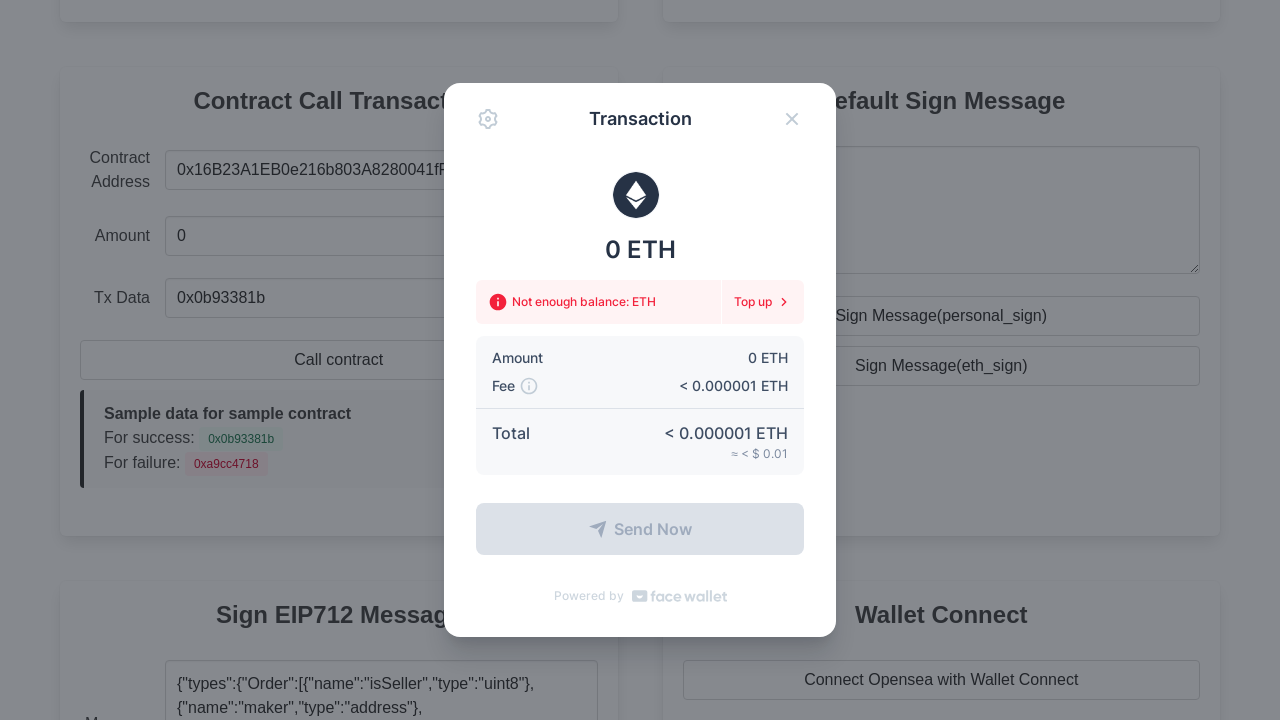 Contract Call Transact
efault Sign Message
Transaction
Contract
Address
0x16B23A1EB0e216b803A8280041f
Amount
0
0 ETH
Tx Data
0x0b93381b
Not enough balance: ETH
Top up
Sign Message(personal_sign)
Call contract
Amount
0 ETH
Sign Message(eth_sign)
Fee
< 0.000001 ETH
Sample data for sample contract
For success: 0x0b93381b
For failure: 0xa9cc4718
Total
< 0.000001 ETH
≈ < $ 0.01
Send Now
Powered by face wallet
Sign EIP712 Messag
Wallet Connect
{"types":{"Order":[{"name":"isSeller","type":"uint8"},
{"name":"maker","type":"address"},
Connect Opensea with Wallet Connect